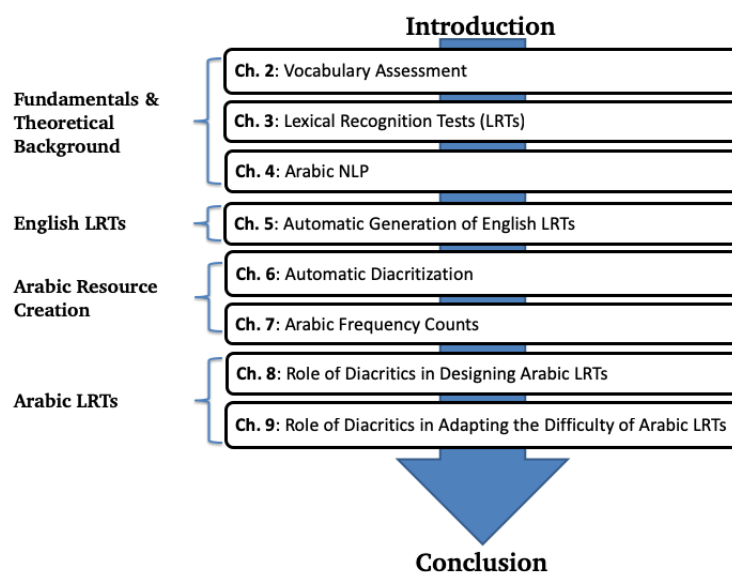 Introduction
Fundamentals &
Theoretical
Background
Ch. 2: Vocabulary Assessment
Ch. 3: Lexical Recognition Tests (LRTs)
Ch. 4: Arabic NLP
English LRTs
Ch. 5: Automatic Generation of English LRTs
Arabic Resource
Creation
Ch. 6: Automatic Diacritization
Ch. 7: Arabic Frequency Counts
Arabic LRTs
Ch. 8: Role of Diacritics in Designing Arabic LRTs
Ch. 9: Role of Diacritics in Adapting the Difficulty of Arabic LRTs
Conclusion